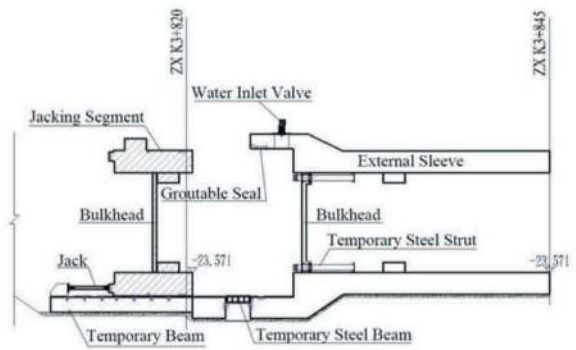 ZX K3+820
ZX K3+845
Water Inlet Valve
Jacking Segment
External Sleeve
Groutable Seal
Bulkhead
Bulkhead
Temporary Steel Strut
Jack
-23.571
-23.571
Temporary Beam
Temporary Steel Beam